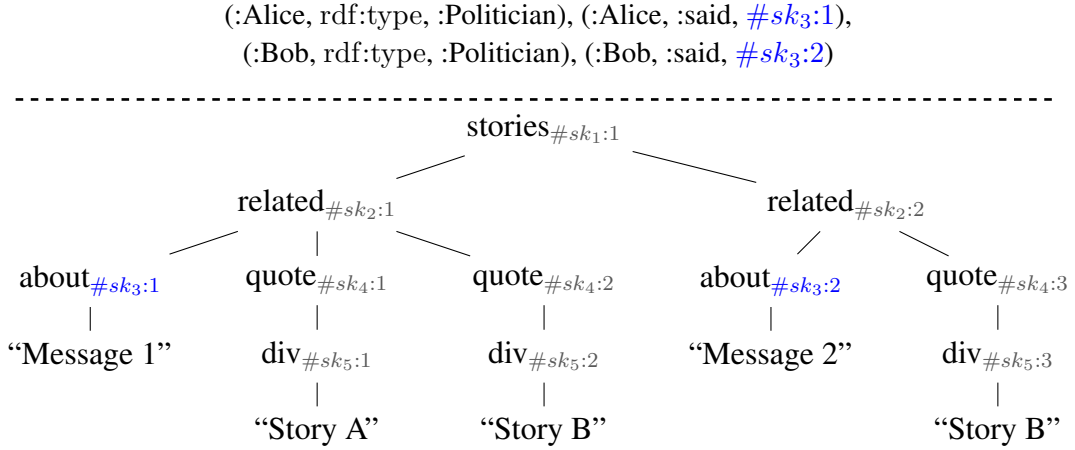 (:Alice, rdf:type, :Politician), (:Alice, :said, #sk₃:1),
(:Bob, rdf:type, :Politician), (:Bob, :said, #sk₃:2)
stories#sk₁:1
related#sk₂:1 related#sk₂:2
about#sk₃:1 quote#sk₄:1 quote#sk₄:2 about#sk₃:2 quote#sk₄:3
“Message 1” div#sk₅:1 div#sk₅:2 “Message 2” div#sk₅:3
“Story A” “Story B” “Story B”